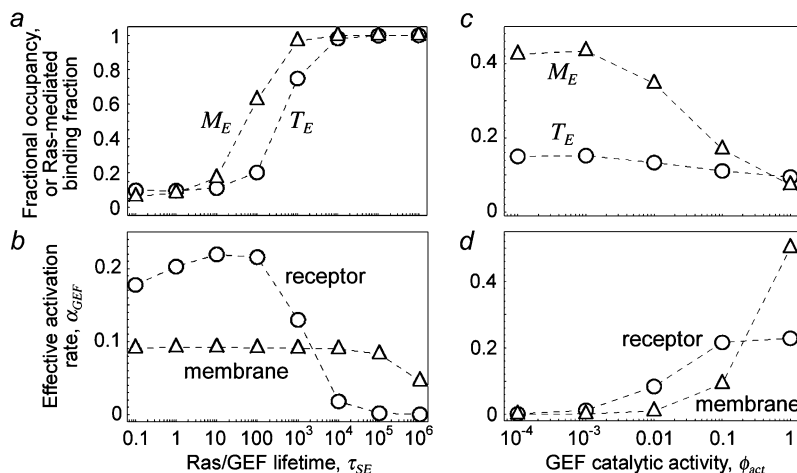 a
Fractional occupancy,
or Ras-mediated
binding fraction
1
0.8
0.6
0.4
0.2
0
M_E
T_E
b
Effective activation
rate, α_GEF
0.2
0.1
0
receptor
membrane
0.1 1 10 100 10^3 10^4 10^5 10^6
Ras/GEF lifetime, τ_SE
c
0.4
0.2
0
M_E
T_E
d
0.4
0.2
0
receptor
membrane
10^-4 10^-3 0.01 0.1 1
GEF catalytic activity, ϕ_act